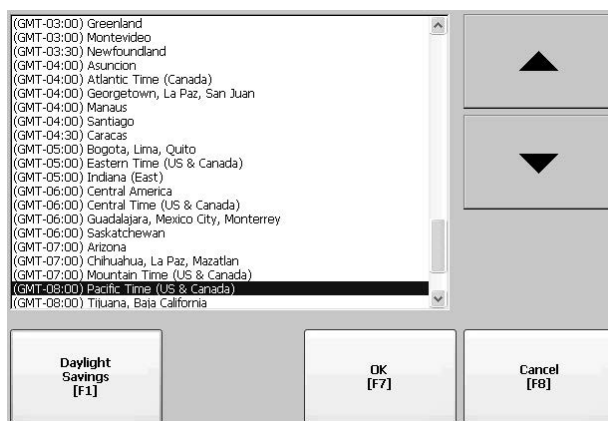 (GMT-03:00) Greenland
(GMT-03:00) Montevideo
(GMT-03:30) Newfoundland
(GMT-04:00) Asuncion
(GMT-04:00) Atlantic Time (Canada)
(GMT-04:00) Georgetown, La Paz, San Juan
(GMT-04:00) Manaus
(GMT-04:00) Santiago
(GMT-04:30) Caracas
(GMT-05:00) Bogota, Lima, Quito
(GMT-05:00) Eastern Time (US & Canada)
(GMT-05:00) Indiana (East)
(GMT-06:00) Central America
(GMT-06:00) Central Time (US & Canada)
(GMT-06:00) Guadalajara, Mexico City, Monterrey
(GMT-06:00) Saskatchewan
(GMT-07:00) Arizona
(GMT-07:00) Chihuahua, La Paz, Mazatlan
(GMT-07:00) Mountain Time (US & Canada)
(GMT-08:00) Pacific Time (US & Canada)
(GMT-08:00) Tijuana, Baja California
Daylight
Savings
[F1]
OK
[F7]
Cancel
[F8]